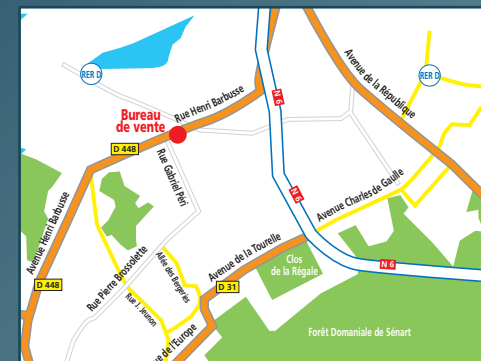 RER D
RER D
Avenue de la République
N 6
Rue Henri Barbusse
Bureau
de vente
D 448
Rue Gabriel Péri
Avenue Charles de Gaulle
N 6
Avenue Henri Barbusse
Avenue de la Tourelle
Rue Pierre Brossolette
Allée des Bergeries
Clos
de la Régale
N 6
D 448
D 31
Rue J. Jeunon
ue de l'Europe
Forêt Domaniale de Sénart